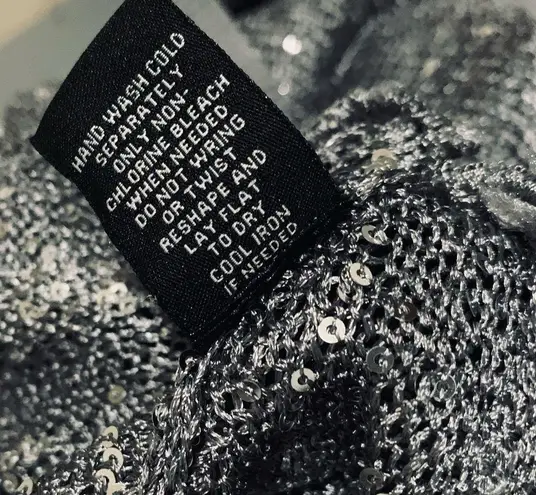 HAND WASH COLD
SEPARATELY
ONLY NON-
CHLORINE BLEACH
WHEN NEEDED
DO NOT WRING
OR TWIST
RESHAPE AND
LAY FLAT
TO DRY
COOL IRON
IF NEEDED